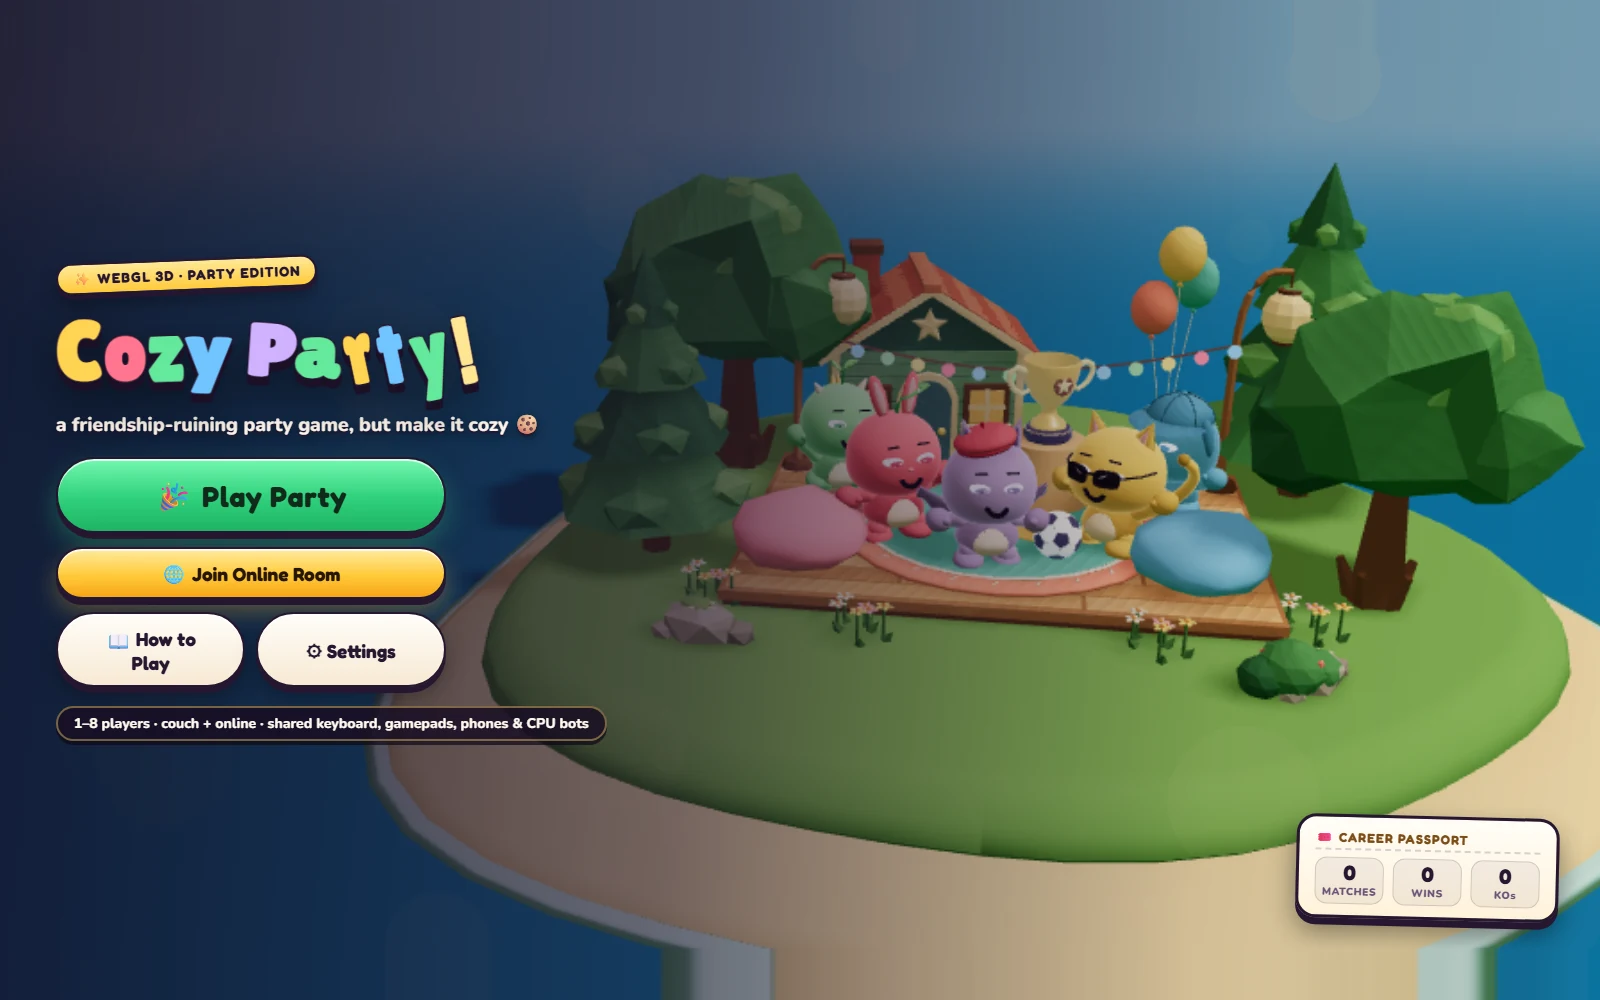 ✨ WEBGL 3D · PARTY EDITION
Cozy Party!
a friendship-ruining party game, but make it cozy 🍪
🎉 Play Party
🌐 Join Online Room
📖 How to
Play
⚙ Settings
1–8 players · couch + online · shared keyboard, gamepads, phones & CPU bots
🎟 CAREER PASSPORT
0 0 0
MATCHES WINS KOs